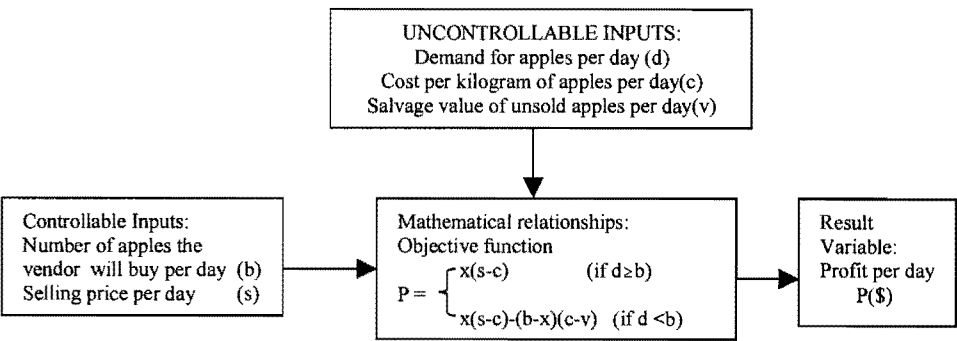 UNCONTROLLABLE INPUTS:
Demand for apples per day (d)
Cost per kilogram of apples per day(c)
Salvage value of unsold apples per day(v)
Controllable Inputs:
Number of apples the
vendor will buy per day (b)
Selling price per day (s)
Mathematical relationships:
Objective function
x(s-c) (if d≥b)
P =
x(s-c)-(b-x)(c-v) (if d <b)
Result
Variable:
Profit per day
P($)